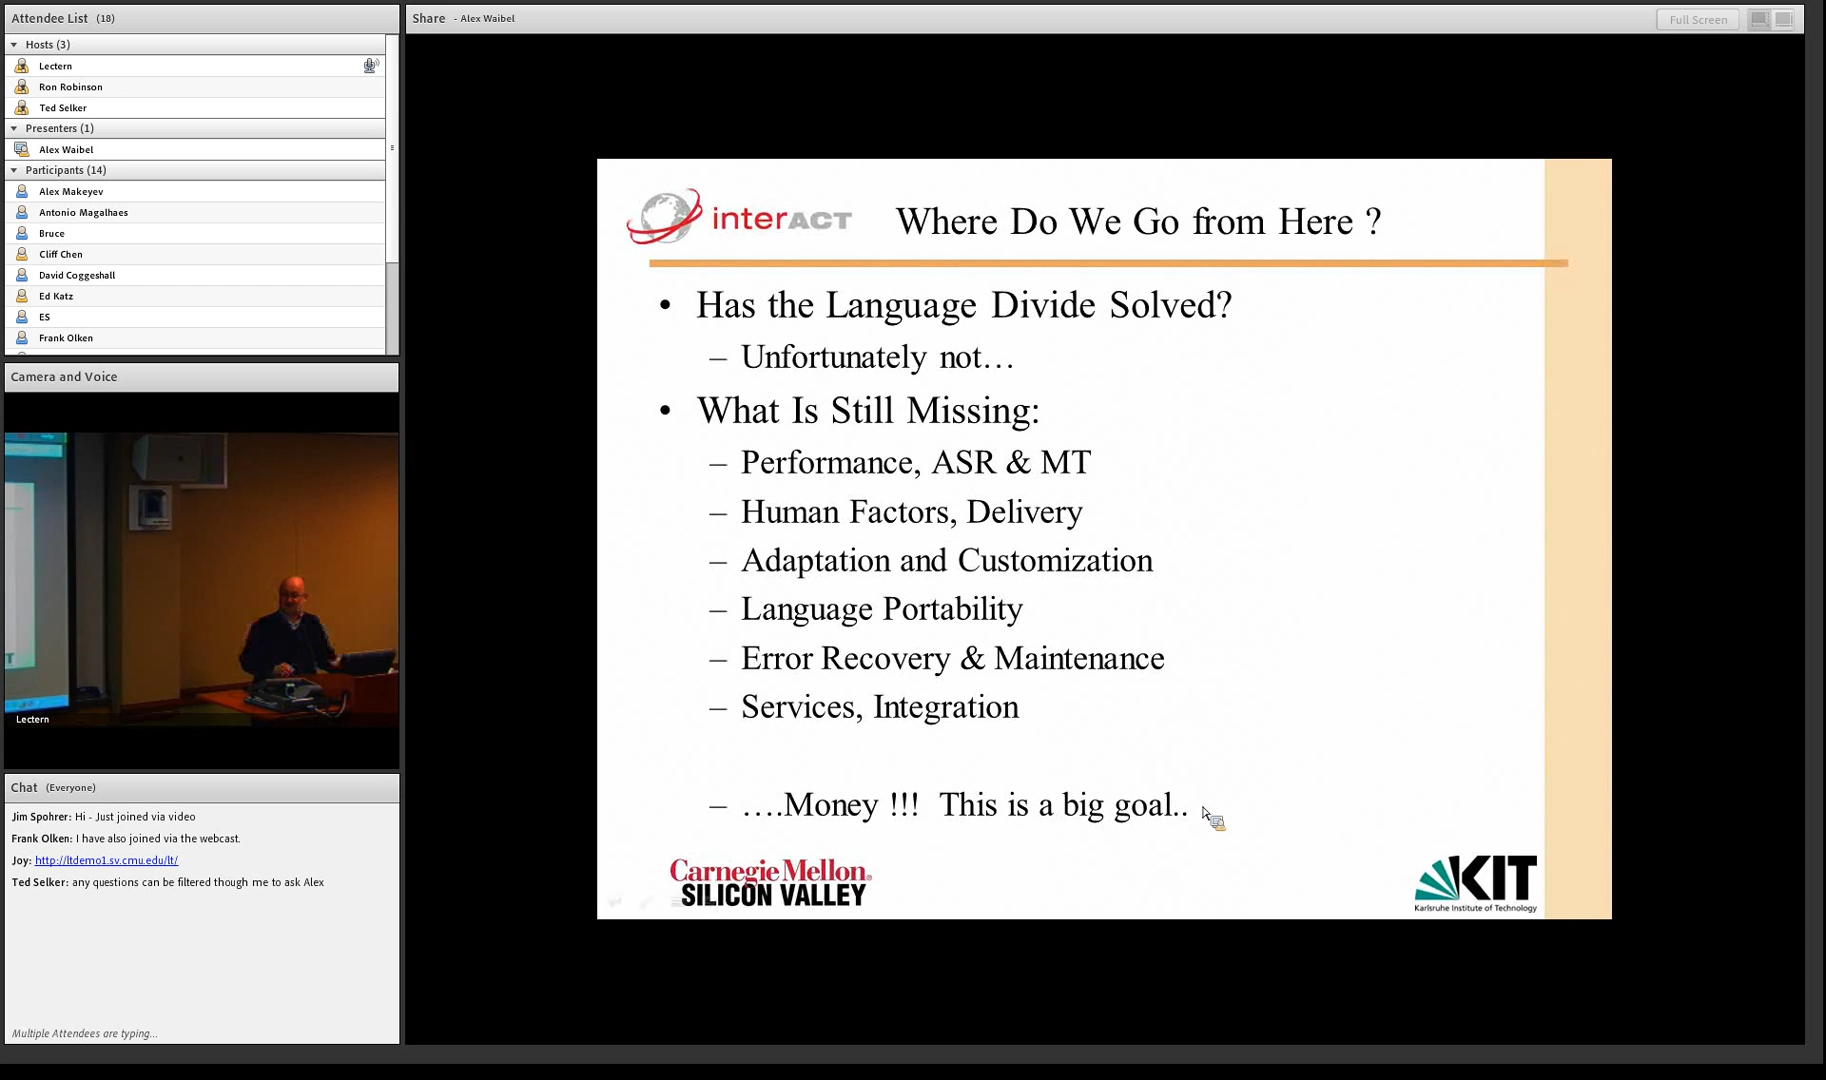 Attendee List (18)
Hosts (3)
Lectern
Ron Robinson
Ted Selker
Presenters (1)
Alex Waibel
Participants (14)
Alex Makeyev
Antonio Magalhaes
Bruce
Cliff Chen
David Coggeshall
Ed Katz
ES
Frank Olken
Camera and Voice
Lectern
Chat (Everyone)
Jim Spohrer: Hi - Just joined via video
Frank Olken: I have also joined via the webcast.
Joy: http://ltdemo1.sv.cmu.edu/lt/
Ted Selker: any questions can be filtered though me to ask Alex
Multiple Attendees are typing...
Share - Alex Waibel
Full Screen
interACT
Where Do We Go from Here ?
• Has the Language Divide Solved?
– Unfortunately not…
• What Is Still Missing:
– Performance, ASR & MT
– Human Factors, Delivery
– Adaptation and Customization
– Language Portability
– Error Recovery & Maintenance
– Services, Integration
– ….Money !!! This is a big goal..
Carnegie Mellon®
SILICON VALLEY
KIT
Karlsruhe Institute of Technology